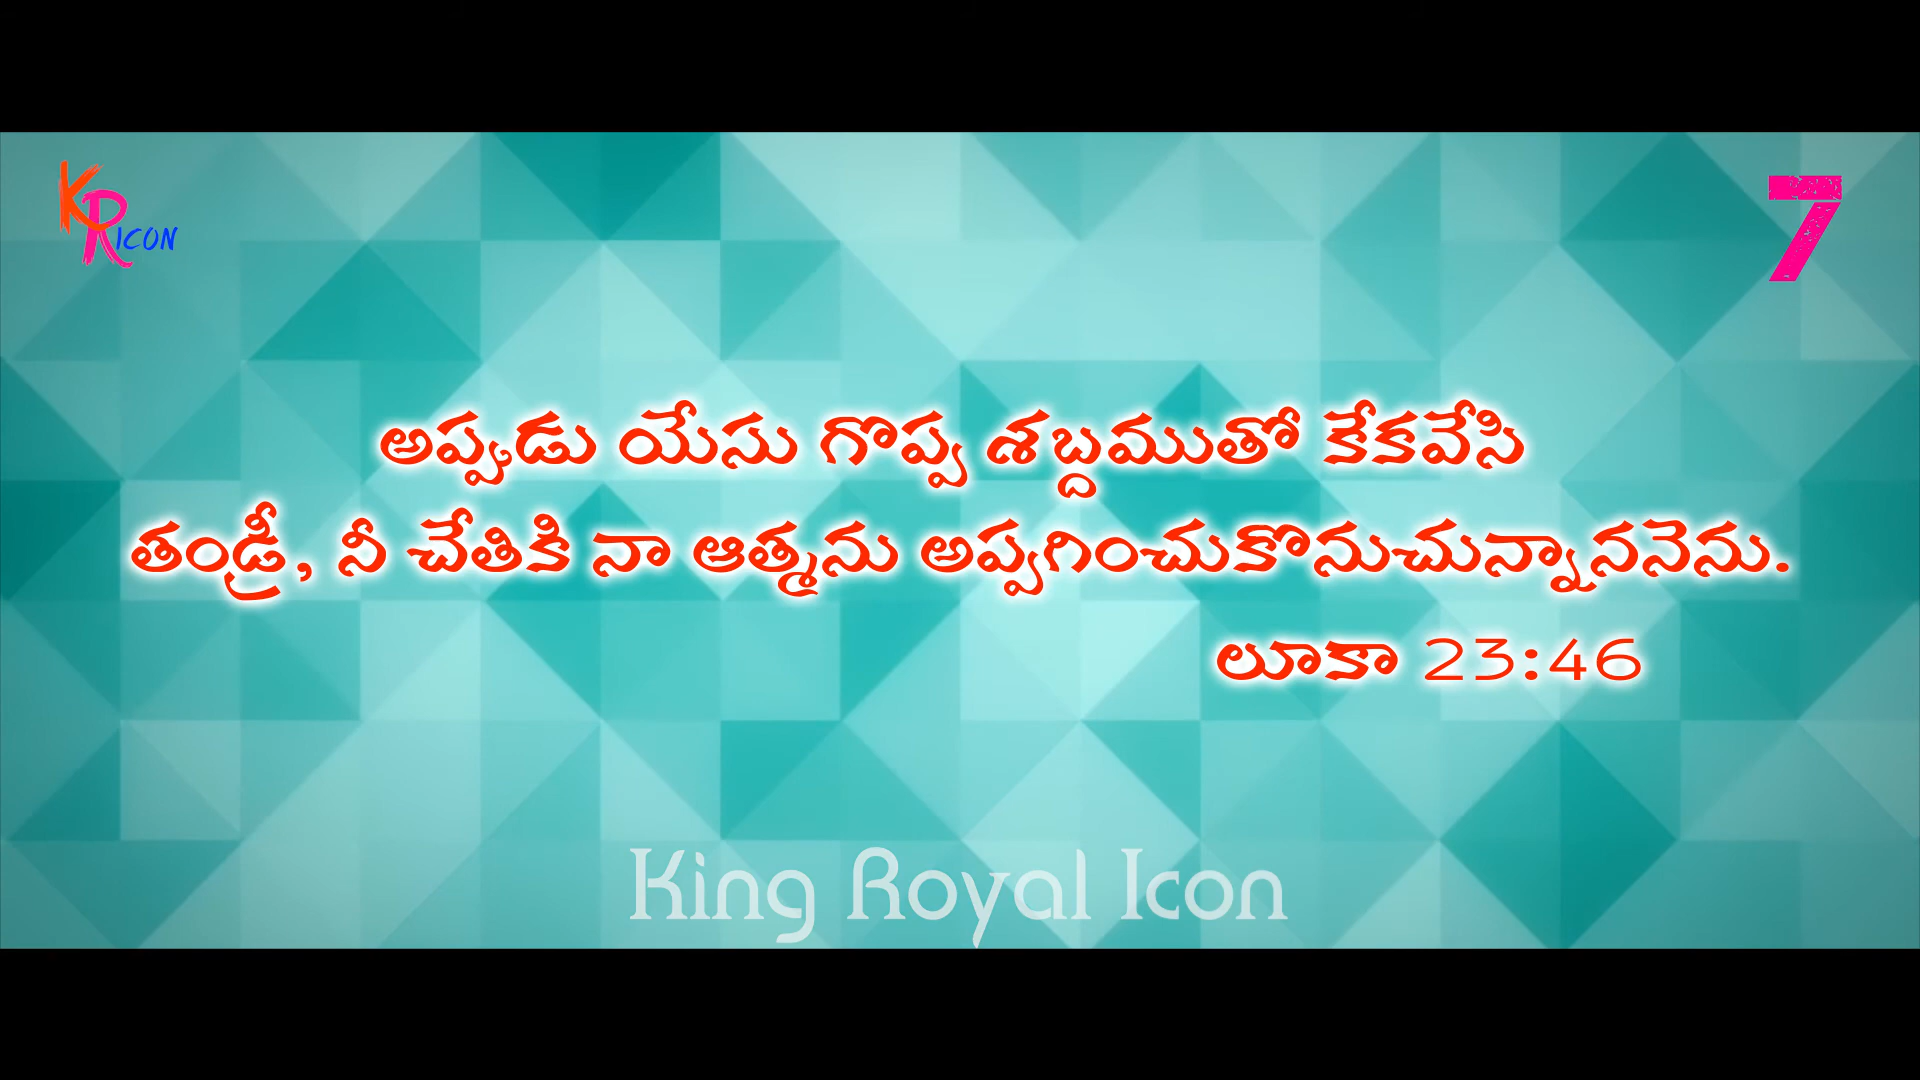 KR ICON
7
అప్పుడు యేసు గొప్ప శబ్దముతో కేకవేసి
తండ్రీ, నీ చేతికి నా ఆత్మను అప్పగించుకొనుచున్నాననెను.
లూకా 23:46
King Royal Icon